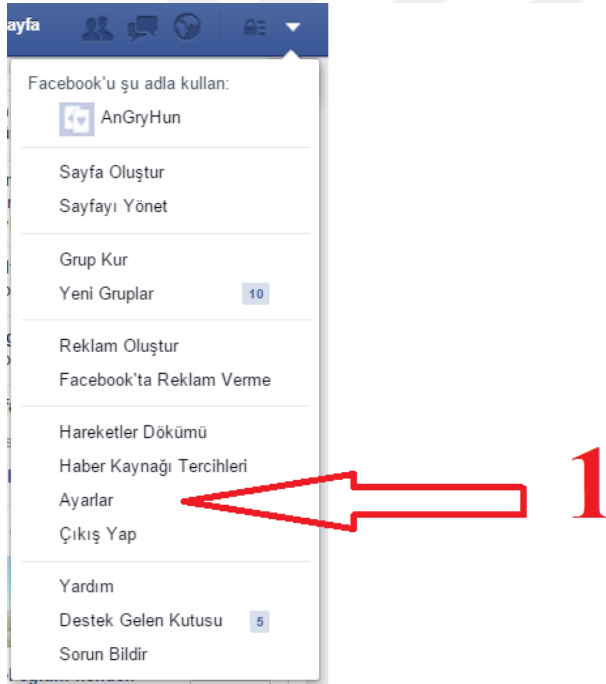 ayfa
Facebook'u şu adla kullan:
AnGryHun
Sayfa Oluştur
Sayfayı Yönet
Grup Kur
Yeni Gruplar 10
Reklam Oluştur
Facebook'ta Reklam Verme
Hareketler Dökümü
Haber Kaynağı Tercihleri
Ayarlar
1
Çıkış Yap
Yardım
Destek Gelen Kutusu 5
Sorun Bildir